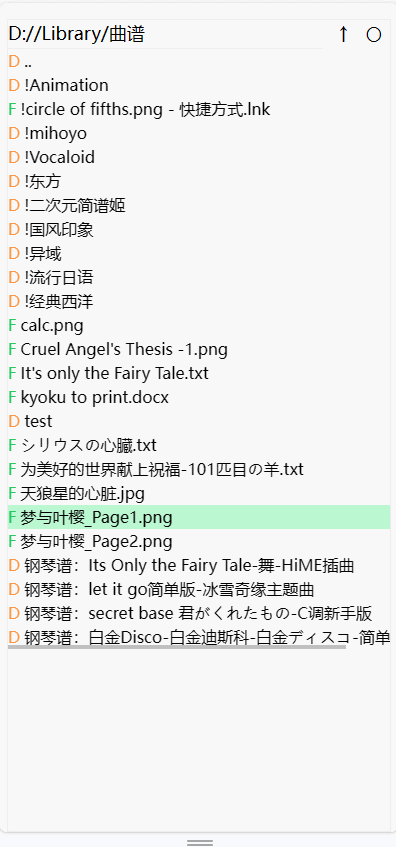 D://Library/曲谱 ↑ ○
D ..
D !Animation
F !circle of fifths.png - 快捷方式.lnk
D !mihoyo
D !Vocaloid
D !东方
D !二次元简谱姬
D !国风印象
D !异域
D !流行日语
D !经典西洋
F calc.png
F Cruel Angel's Thesis -1.png
F It's only the Fairy Tale.txt
F kyoku to print.docx
D test
F シリウスの心臓.txt
F 为美好的世界献上祝福-101匹目の羊.txt
F 天狼星的心脏.jpg
F 梦与叶樱_Page1.png
F 梦与叶樱_Page2.png
D 钢琴谱：Its Only the Fairy Tale-舞-HiME插曲
D 钢琴谱：let it go简单版-冰雪奇缘主题曲
D 钢琴谱：secret base 君がくれたもの-C调新手版
D 钢琴谱：白金Disco-白金迪斯科-白金ディスコ-简单